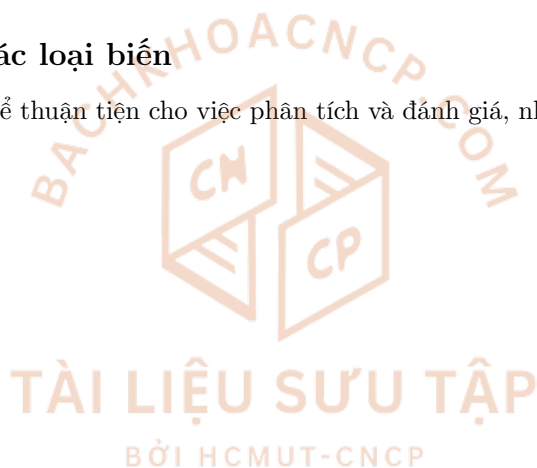 ác loại biến
ể thuận tiện cho việc phân tích và đánh giá, nh
BACHKHOACNCP.COM
CN
CP
TÀI LIỆU SƯU TẬP
BỞI HCMUT-CNCP